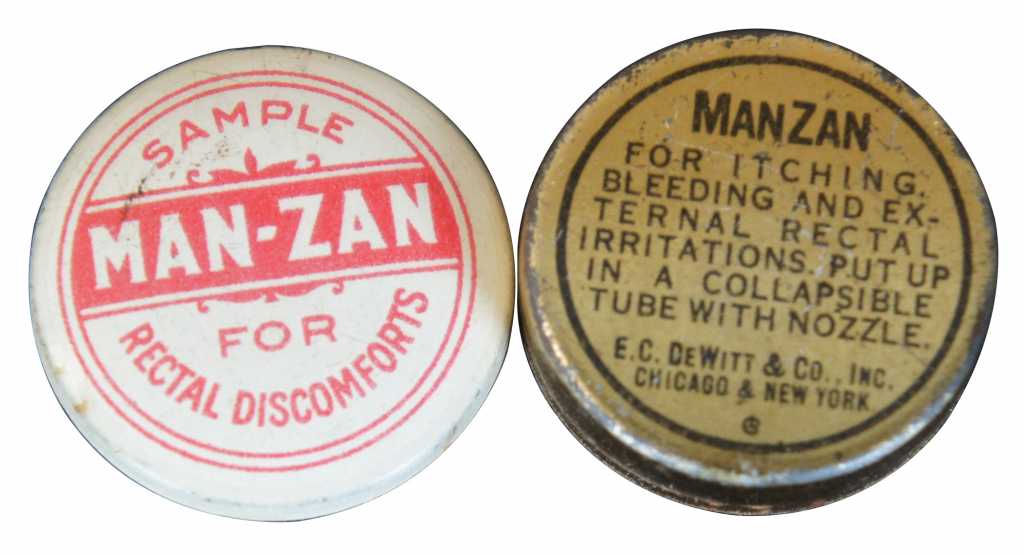 SAMPLE
MAN-ZAN
FOR
RECTAL DISCOMFORTS
MANZAN
FOR ITCHING,
BLEEDING AND EX-
TERNAL RECTAL
IRRITATIONS. PUT UP
IN A COLLAPSIBLE
TUBE WITH NOZZLE.
E.C. DEWITT & CO., INC.
CHICAGO & NEW YORK